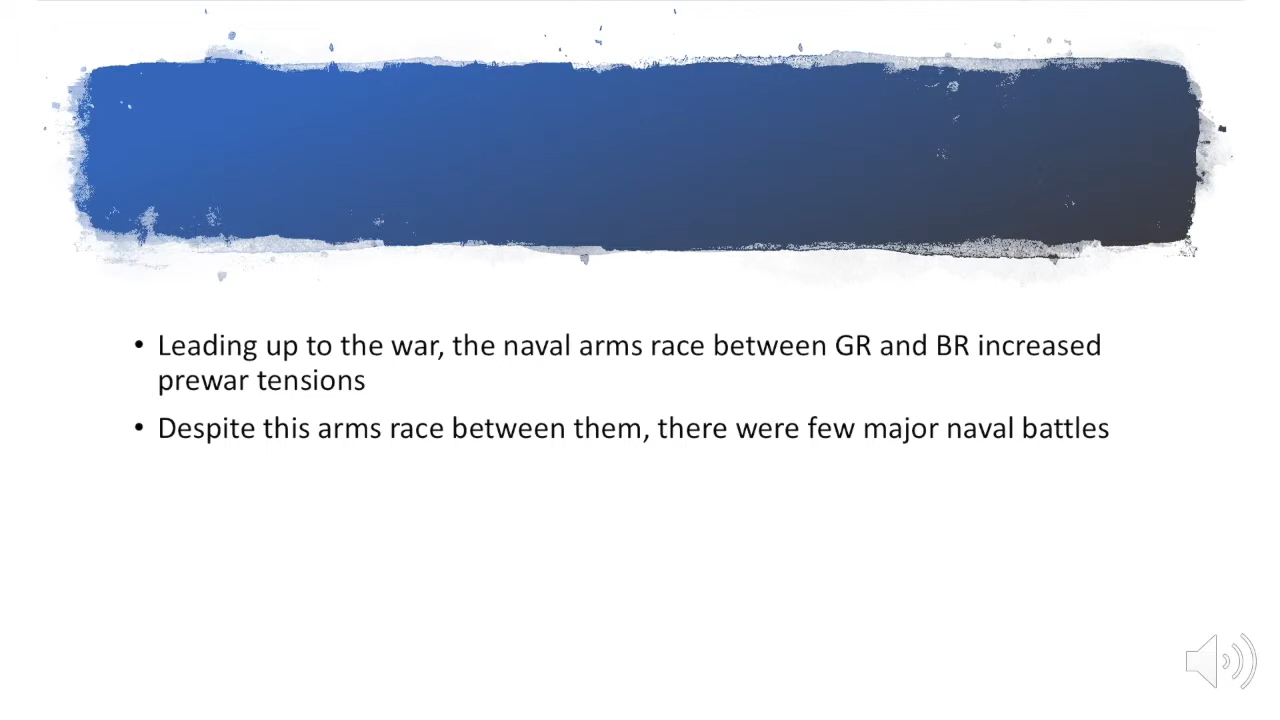 • Leading up to the war, the naval arms race between GR and BR increased
prewar tensions
• Despite this arms race between them, there were few major naval battles